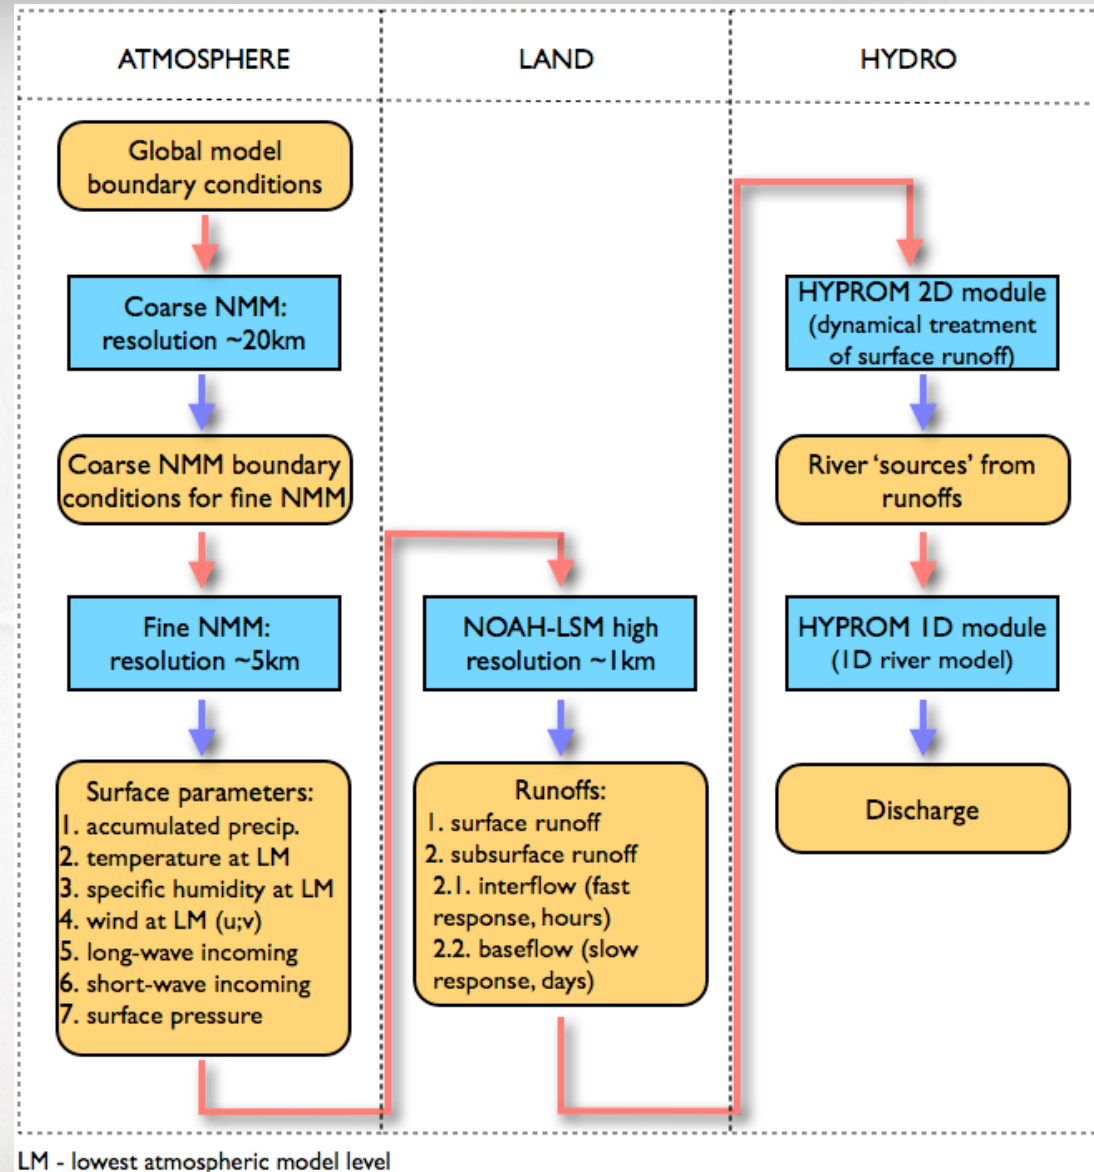 ATMOSPHERE
LAND
HYDRO
Global model
boundary conditions
Coarse NMM:
resolution ~20km
Coarse NMM boundary
conditions for fine NMM
Fine NMM:
resolution ~5km
Surface parameters:
1. accumulated precip.
2. temperature at LM
3. specific humidity at LM
4. wind at LM (u;v)
5. long-wave incoming
6. short-wave incoming
7. surface pressure
NOAH-LSM high
resolution ~1km
Runoffs:
1. surface runoff
2. subsurface runoff
2.1. interflow (fast
response, hours)
2.2. baseflow (slow
response, days)
HYPROM 2D module
(dynamical treatment
of surface runoff)
River ‘sources’ from
runoffs
HYPROM 1D module
(1D river model)
Discharge
LM - lowest atmospheric model level